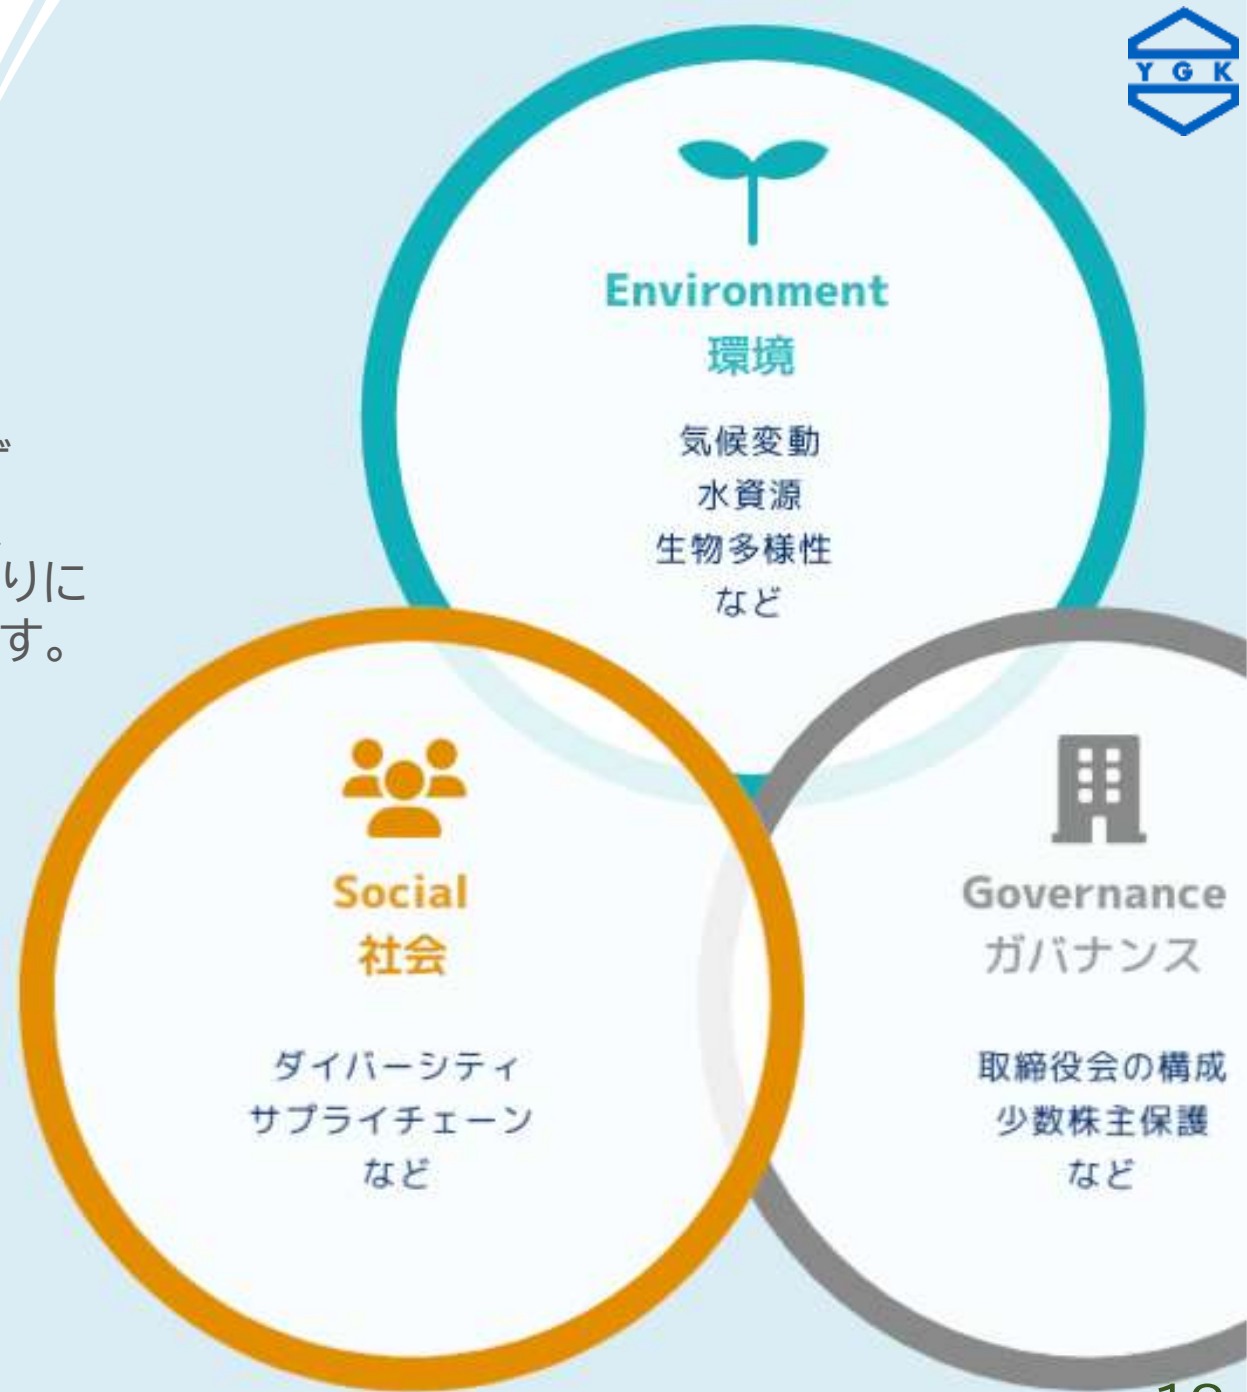 YGK
りに
す。
Environment
環境
気候変動
水資源
生物多様性
など
Social
社会
ダイバーシティ
サプライチェーン
など
Governance
ガバナンス
取締役会の構成
少数株主保護
など